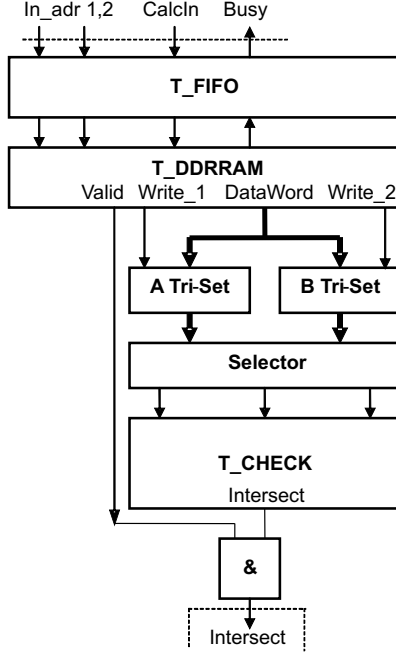 In_adr 1,2 CalcIn Busy
T_FIFO
T_DDRRAM
Valid Write_1 DataWord Write_2
A Tri-Set B Tri-Set
Selector
T_CHECK
Intersect
&
Intersect